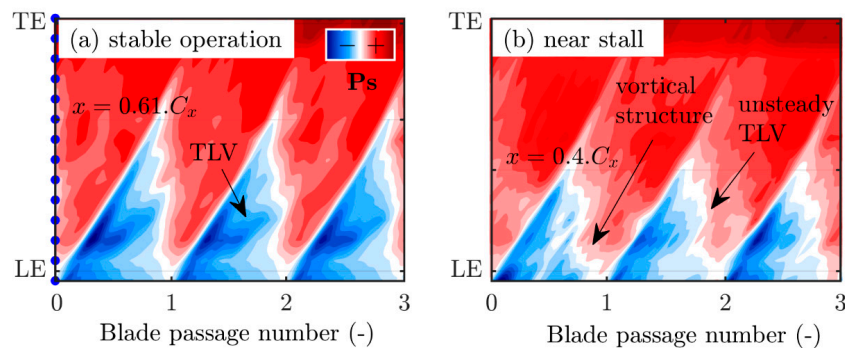 TE
(a) stable operation
− +
Ps
x = 0.61.Cₓ
TLV
LE
0
1
2
3
Blade passage number (-)
TE
(b) near stall
vortical
structure
unsteady
TLV
x = 0.4.Cₓ
LE
0
1
2
3
Blade passage number (-)